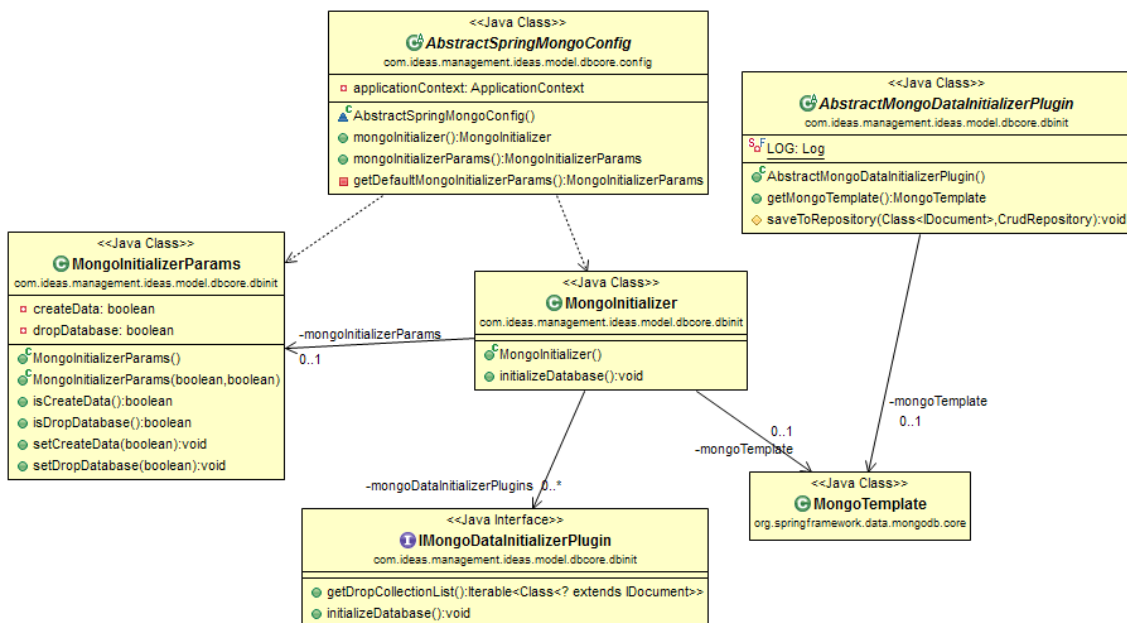 <<Java Class>>
AbstractSpringMongoConfig
com.ideas.management.ideas.model.dbcore.config
applicationContext: ApplicationContext
AbstractSpringMongoConfig()
mongoInitializer():MongoInitializer
mongoInitializerParams():MongoInitializerParams
getDefaultMongoInitializerParams():MongoInitializerParams
<<Java Class>>
AbstractMongoDataInitializerPlugin
com.ideas.management.ideas.model.dbcore.dbinit
LOG: Log
AbstractMongoDataInitializerPlugin()
getMongoTemplate():MongoTemplate
saveToRepository(Class<IDocument>,CrudRepository):void
<<Java Class>>
MongoInitializerParams
com.ideas.management.ideas.model.dbcore.dbinit
createData: boolean
dropDatabase: boolean
MongoInitializerParams()
MongoInitializerParams(boolean,boolean)
isCreateData():boolean
isDropDatabase():boolean
setCreateData(boolean):void
setDropDatabase(boolean):void
-mongoInitializerParams
0..1
<<Java Class>>
MongoInitializer
com.ideas.management.ideas.model.dbcore.dbinit
MongoInitializer()
initializeDatabase():void
-mongoTemplate
0..1
0..1
-mongoTemplate
-mongoDataInitializerPlugins 0..*
<<Java Class>>
MongoTemplate
org.springframework.data.mongodb.core
<<Java Interface>>
IMongoDataInitializerPlugin
com.ideas.management.ideas.model.dbcore.dbinit
getDropCollectionList():Iterable<Class<? extends IDocument>>
initializeDatabase():void